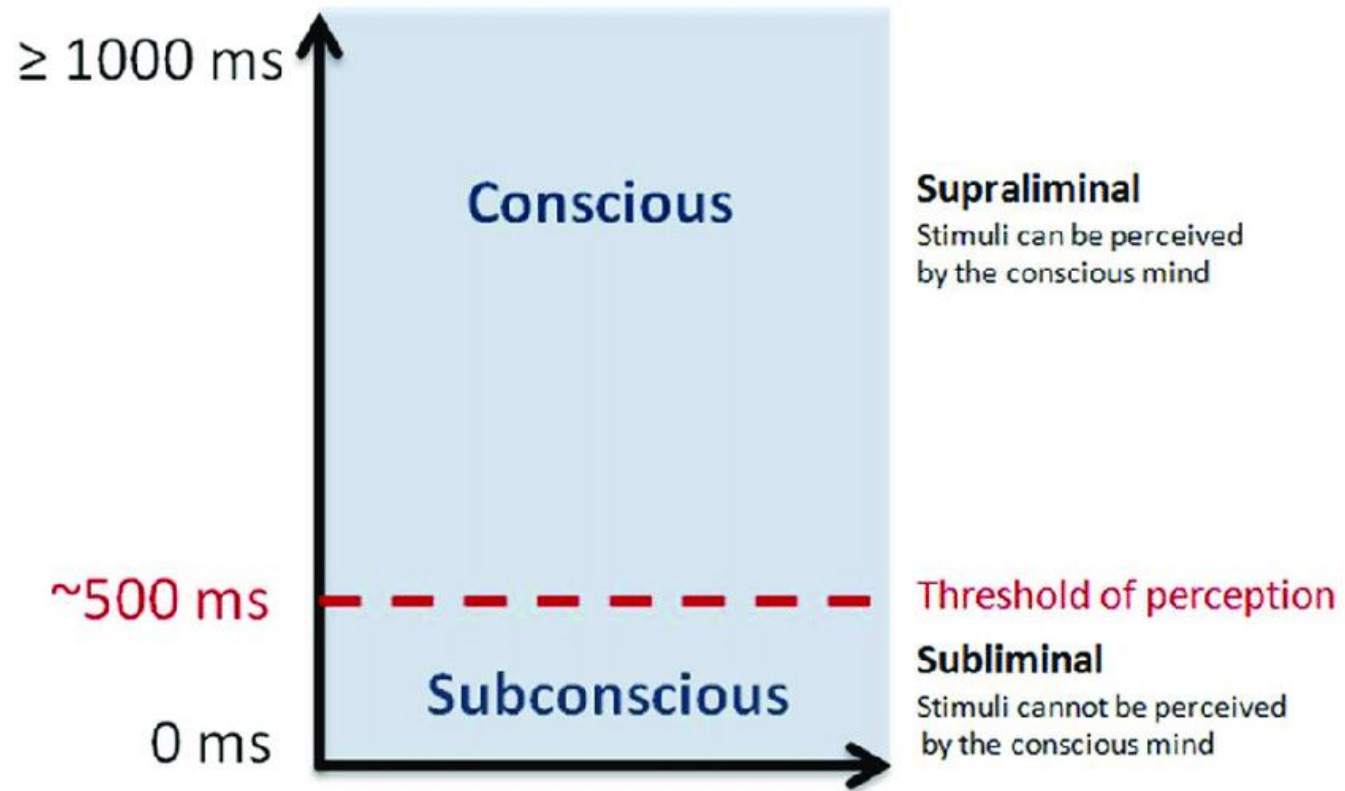 ≥ 1000 ms
Conscious
Supraliminal
Stimuli can be perceived
by the conscious mind
~500 ms
Threshold of perception
Subconscious
Subliminal
Stimuli cannot be perceived
by the conscious mind
0 ms